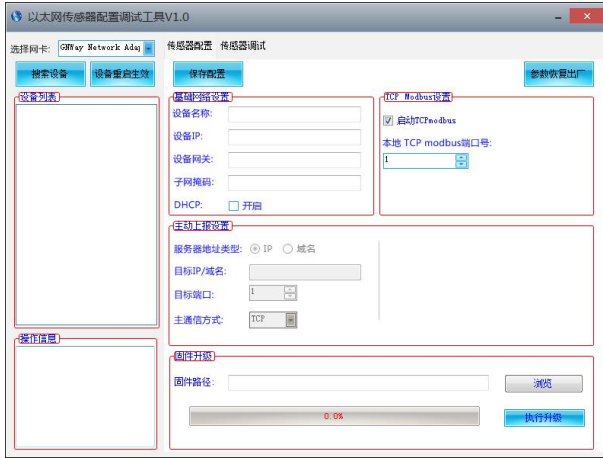 以太网传感器配置调试工具V1.0
选择网卡: GNWay Network Adap
传感器配置 传感器调试
搜索设备 设备重启生效
保存配置 参数恢复出厂
设备列表
基础网络设置
设备名称:
设备IP:
设备网关:
子网掩码:
DHCP: 开启
TCP Modbus设置
启动TCPmodbus
本地 TCP modbus端口号:
1
主动上报设置
服务器地址类型: IP 域名
目标IP/域名:
目标端口: 1
主通信方式: TCP
操作信息
固件升级
固件路径: 浏览
0.0% 执行升级